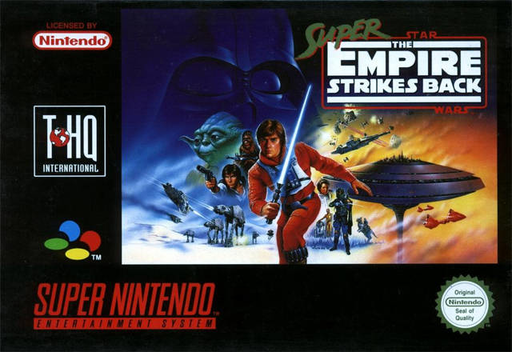 LICENSED BY
Nintendo
SUPER
STAR
THE
EMPIRE
STRIKES BACK
WARS
T·HQ
INTERNATIONAL
TM
SUPER NINTENDO
ENTERTAINMENT SYSTEM
Original
Nintendo
Seal of
Quality